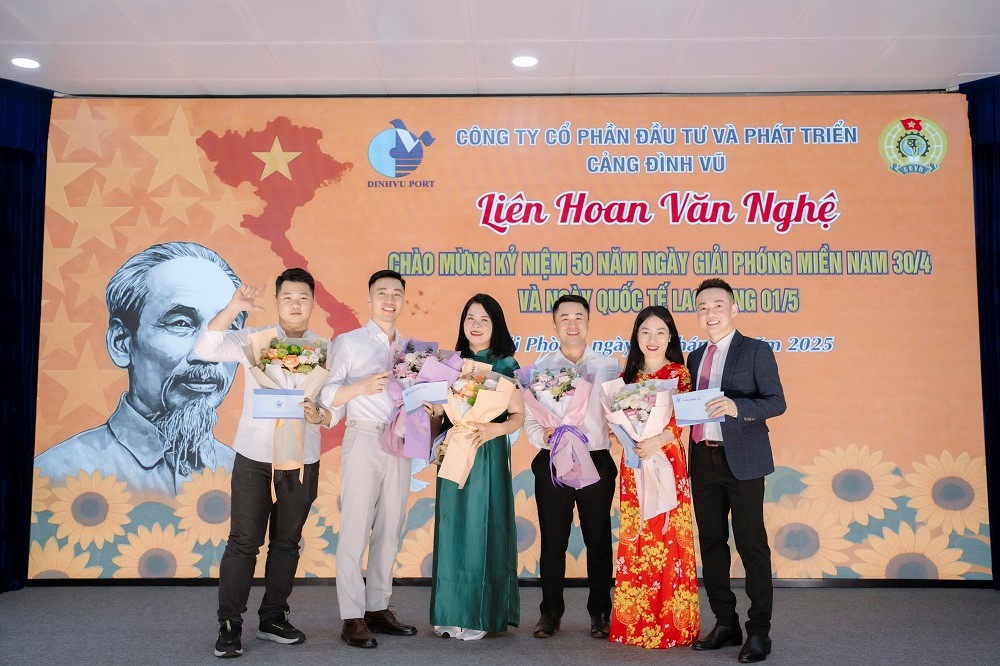 DINHVU PORT
CÔNG TY CỔ PHẦN ĐẦU TƯ VÀ PHÁT TRIỂN
CẢNG ĐÌNH VŨ
Liên Hoan Văn Nghệ
CHÀO MỪNG KỶ NIỆM 50 NĂM NGÀY GIẢI PHÓNG MIỀN NAM 30/4
VÀ NGÀY QUỐC TẾ 01/5
ngày 2025